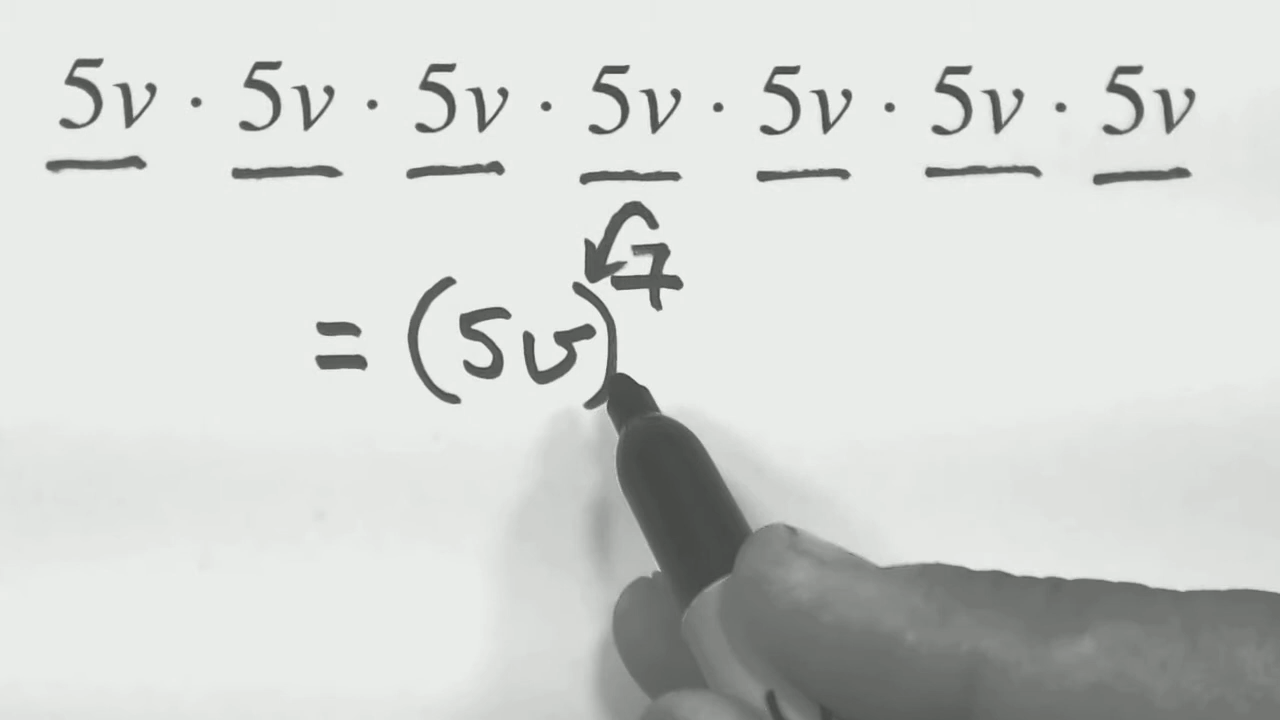 5v · 5v · 5v · 5v · 5v · 5v · 5v
= (5v)⁷